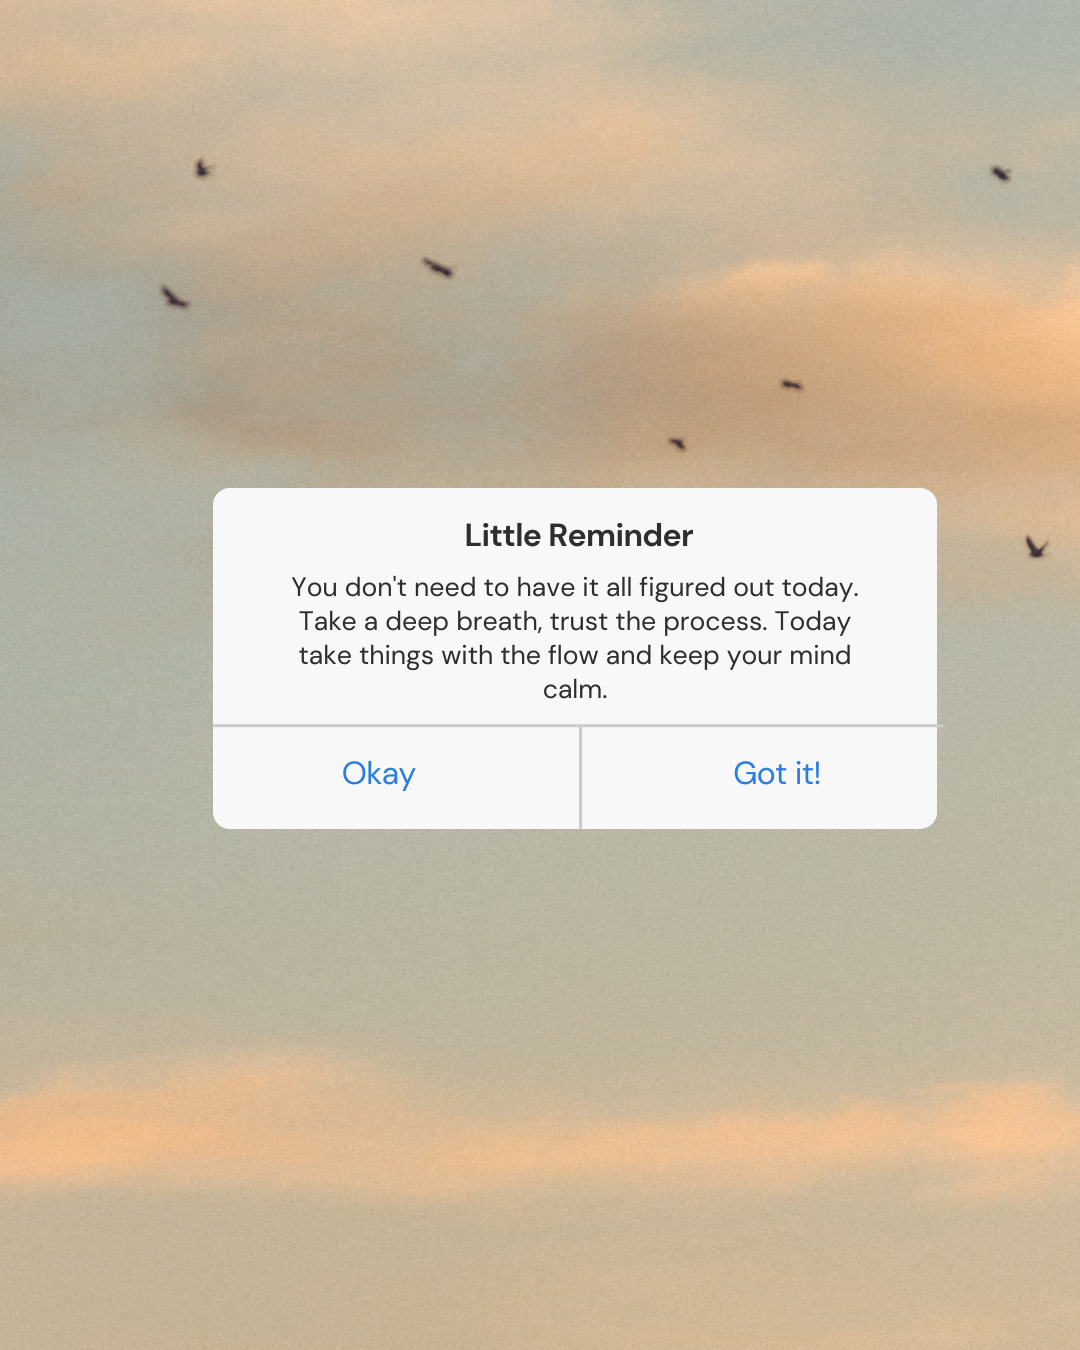 Little Reminder
You don't need to have it all figured out today.
Take a deep breath, trust the process. Today
take things with the flow and keep your mind
calm.
Okay
Got it!